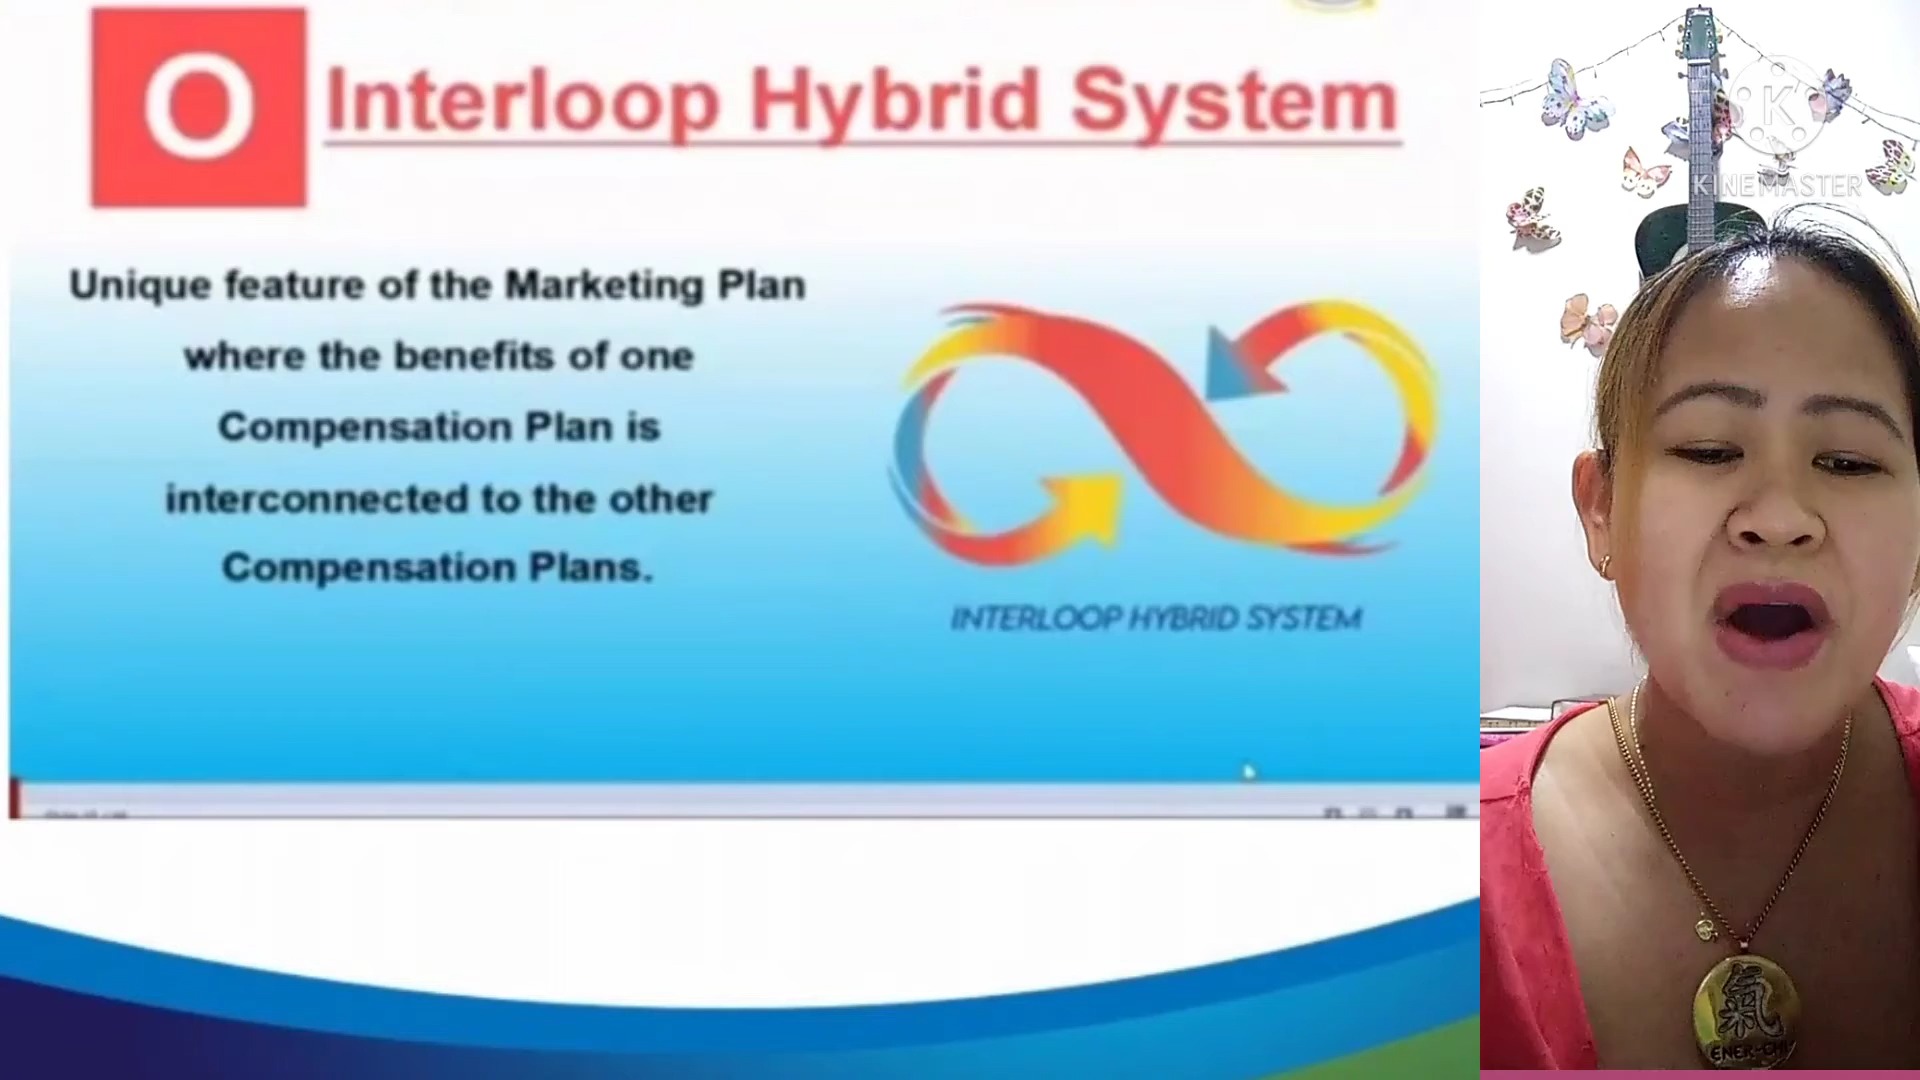 O
Interloop Hybrid System
Unique feature of the Marketing Plan
where the benefits of one
Compensation Plan is
interconnected to the other
Compensation Plans.
INTERLOOP HYBRID SYSTEM
K
KINEMASTER
氣
ENER-CHI